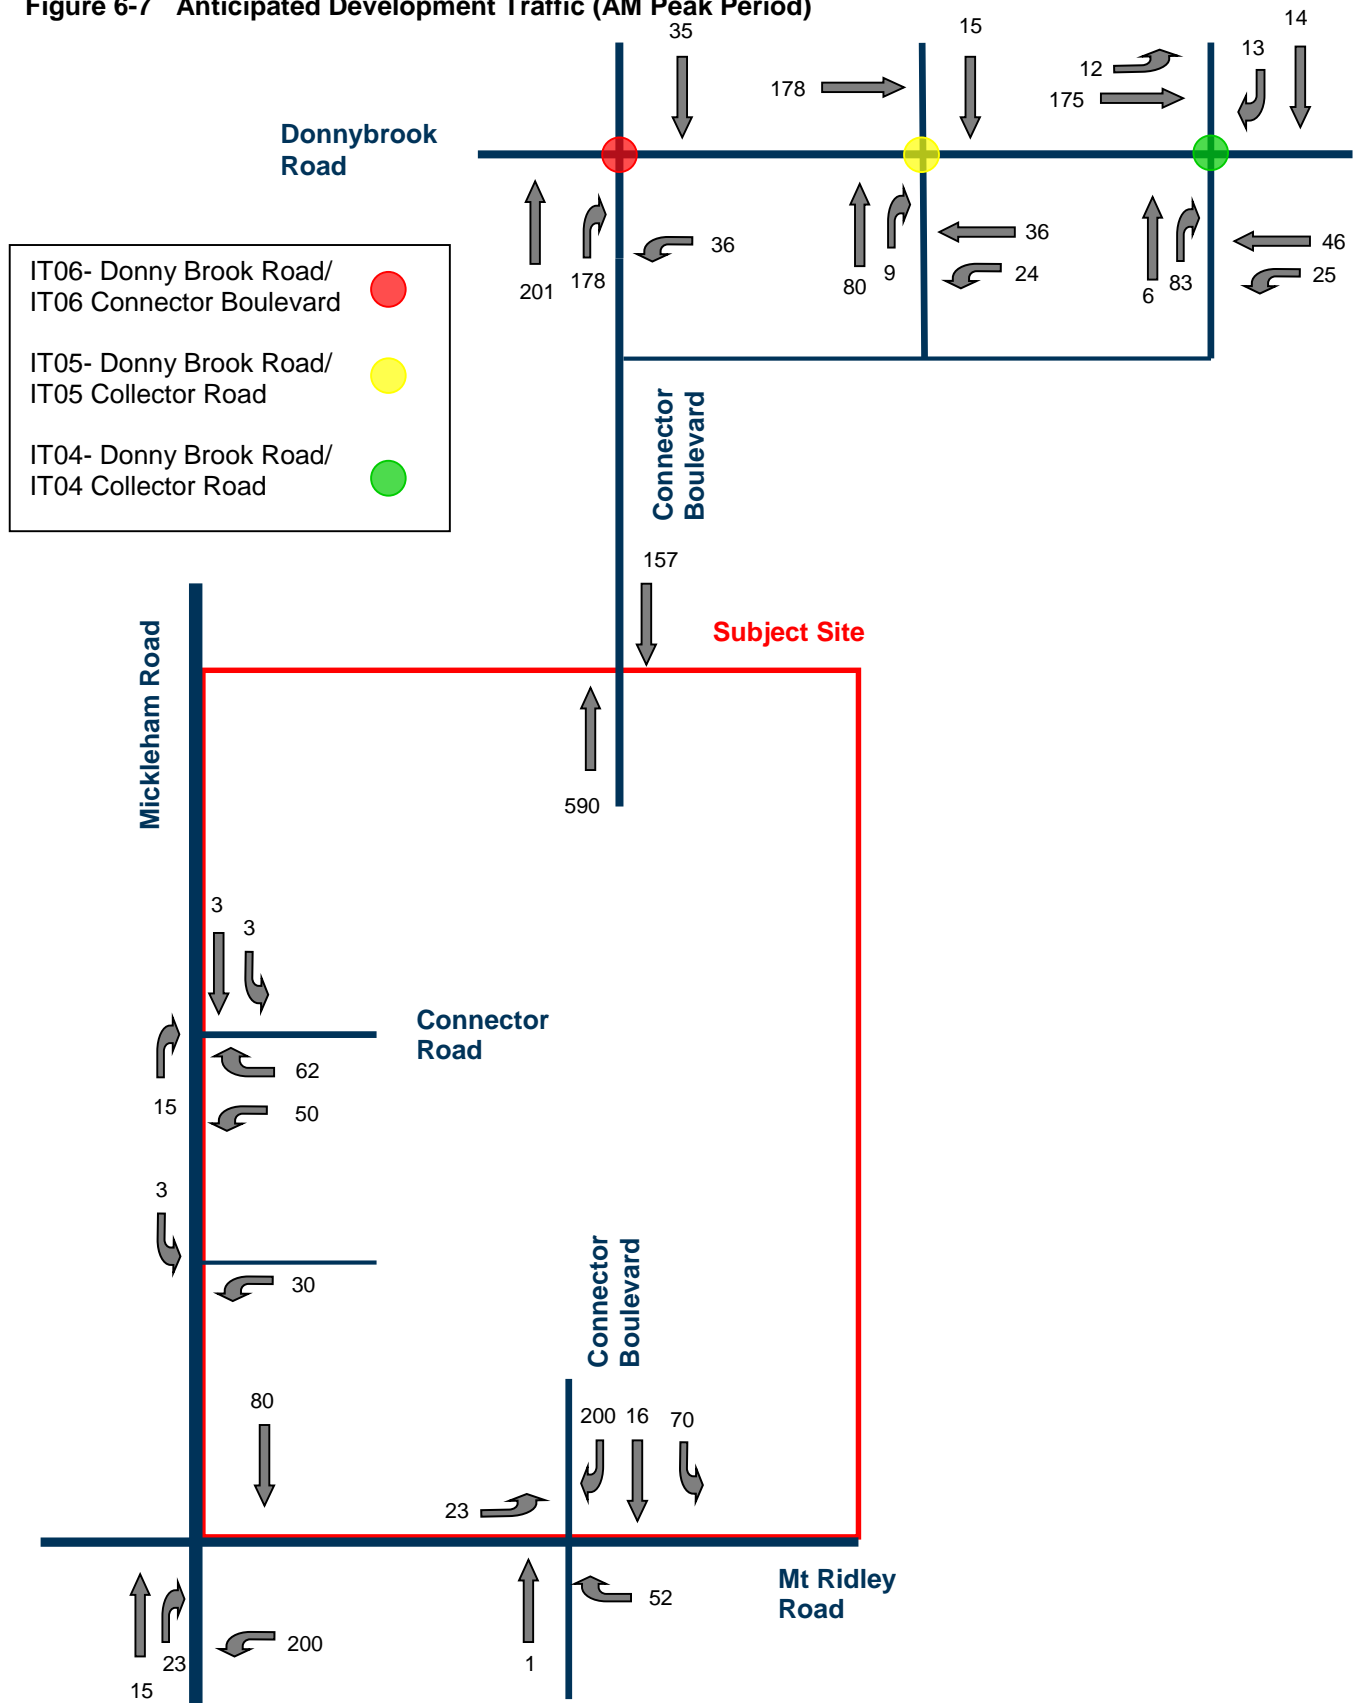 Figure 6-7 Anticipated Development Traffic (AM Peak Period)
35
15
14
13
12
178
175
Donnybrook
Road
201
178
36
80
9
36
24
6
83
46
25
IT06- Donny Brook Road/
IT06 Connector Boulevard
IT05- Donny Brook Road/
IT05 Collector Road
IT04- Donny Brook Road/
IT04 Collector Road
Connector
Boulevard
157
Subject Site
Mickleham Road
590
3
3
Connector
Road
62
15
50
3
30
Connector
Boulevard
80
200
16
70
23
Mt Ridley
Road
52
200
23
15
1